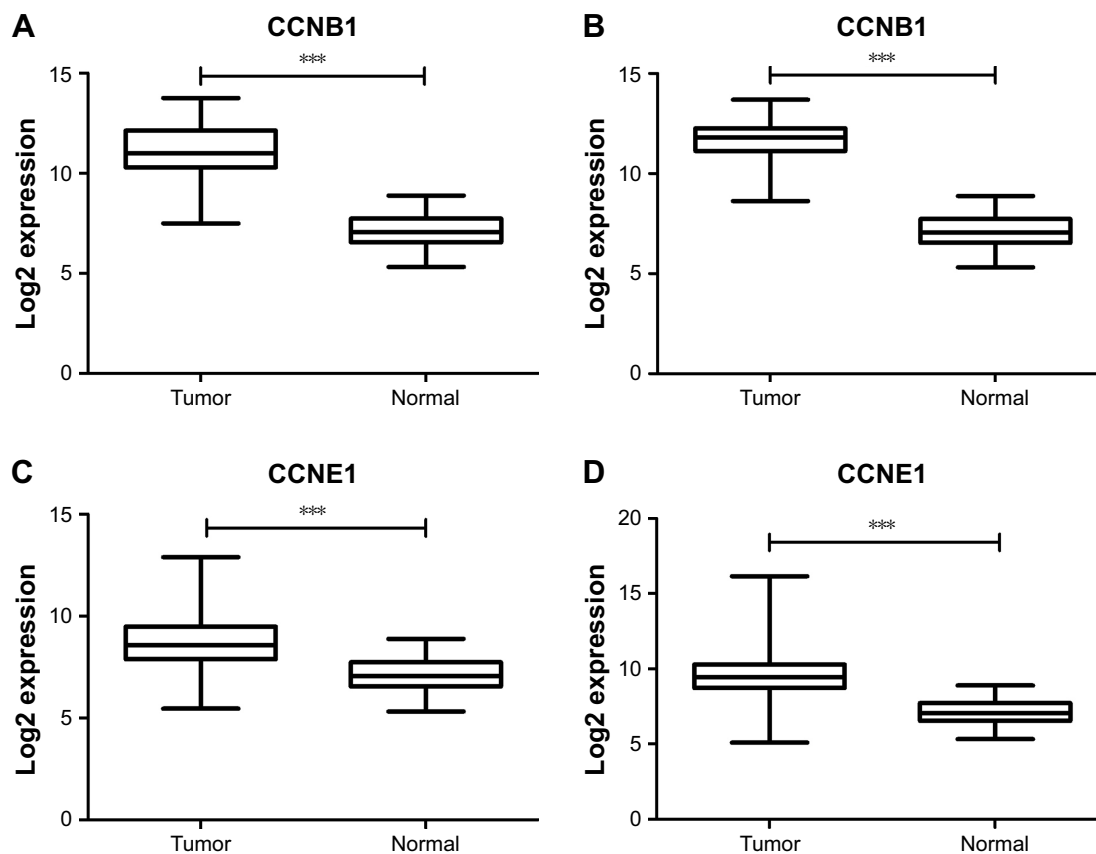 A
CCNB1
***
Log2 expression
15
10
5
0
Tumor
Normal
B
CCNB1
***
Log2 expression
15
10
5
0
Tumor
Normal
C
CCNE1
***
Log2 expression
15
10
5
0
Tumor
Normal
D
CCNE1
***
Log2 expression
20
15
10
5
0
Tumor
Normal